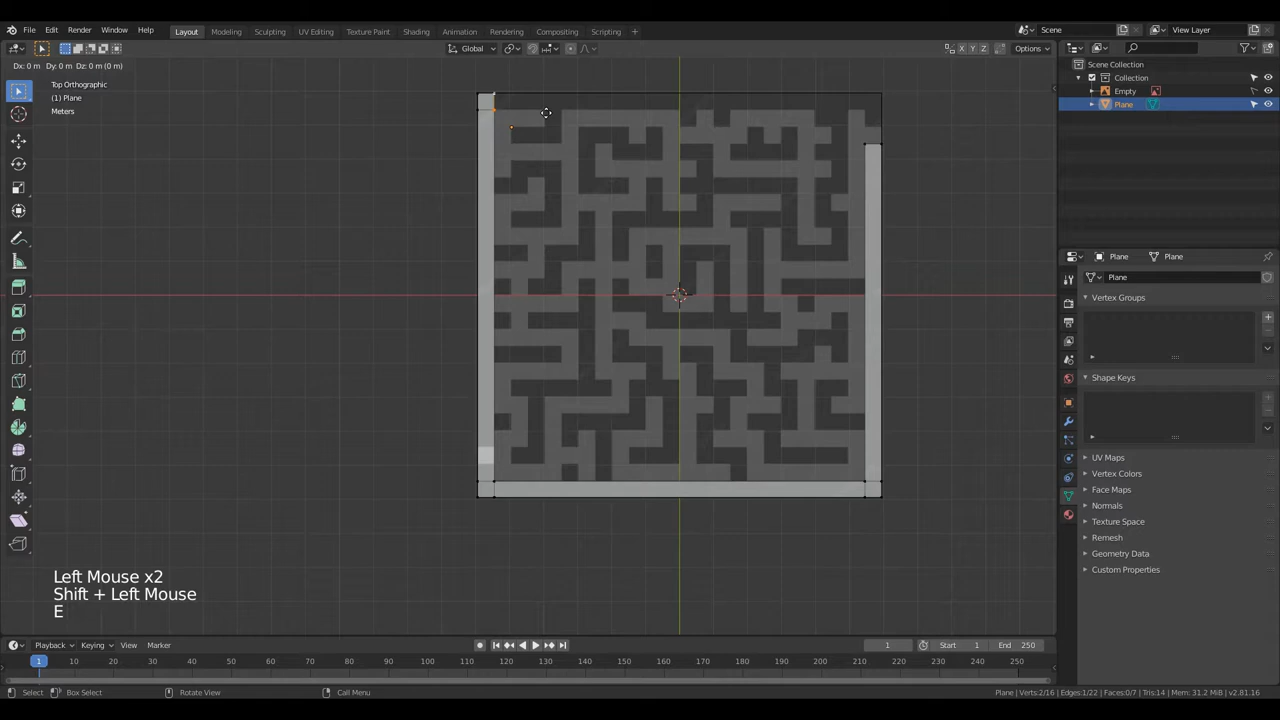 File Edit Render Window Help Layout Modeling Sculpting UV Editing Texture Paint Shading Animation Rendering Compositing Scripting + Scene View Layer
Global X Y Z Options
Dx: 0 m Dy: 0 m Dz: 0 m (0 m)
Top Orthographic
(1) Plane
Meters
Scene Collection
Collection
Empty
Plane
Plane Plane
Plane
Vertex Groups
Shape Keys
UV Maps
Vertex Colors
Face Maps
Normals
Texture Space
Remesh
Geometry Data
Custom Properties
Left Mouse x2
Shift + Left Mouse
E
Playback Keying View Marker 1 Start 1 End 250
1 10 20 30 40 50 60 70 80 90 100 110 120 130 140 150 160 170 180 190 200 210 220 230 240 250
Select Box Select Rotate View Call Menu Plane | Verts:2/16 | Edges:1/22 | Faces:0/7 | Tris:14 | Mem: 31.2 MiB | v2.81.16